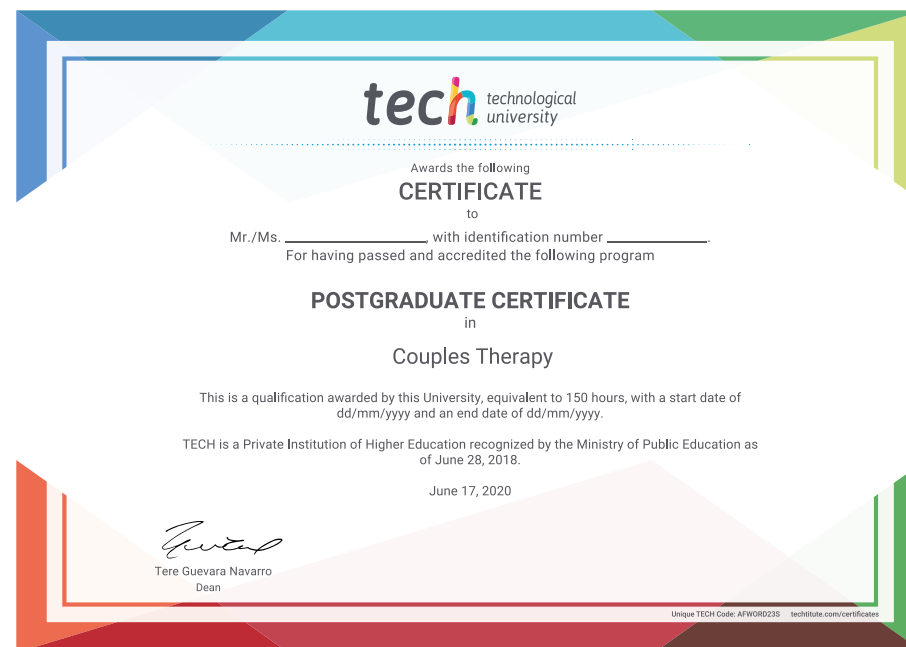 tech technological
university
Awards the following
CERTIFICATE
to
Mr./Ms. ____________________, with identification number ______________.
For having passed and accredited the following program
POSTGRADUATE CERTIFICATE
in
Couples Therapy
This is a qualification awarded by this University, equivalent to 150 hours, with a start date of
dd/mm/yyyy and an end date of dd/mm/yyyy.
TECH is a Private Institution of Higher Education recognized by the Ministry of Public Education as
of June 28, 2018.
June 17, 2020
Tere Guevara Navarro
Dean
Unique TECH Code: AFWORD23S techtitute.com/certificates